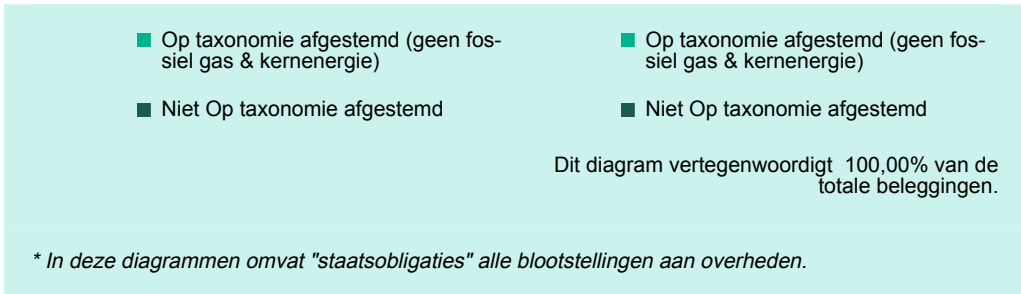 Op taxonomie afgestemd (geen fos-
siel gas & kernenergie)
Niet Op taxonomie afgestemd
Op taxonomie afgestemd (geen fos-
siel gas & kernenergie)
Niet Op taxonomie afgestemd
Dit diagram vertegenwoordigt 100,00% van de
totale beleggingen.
* In deze diagrammen omvat "staatsobligaties" alle blootstellingen aan overheden.